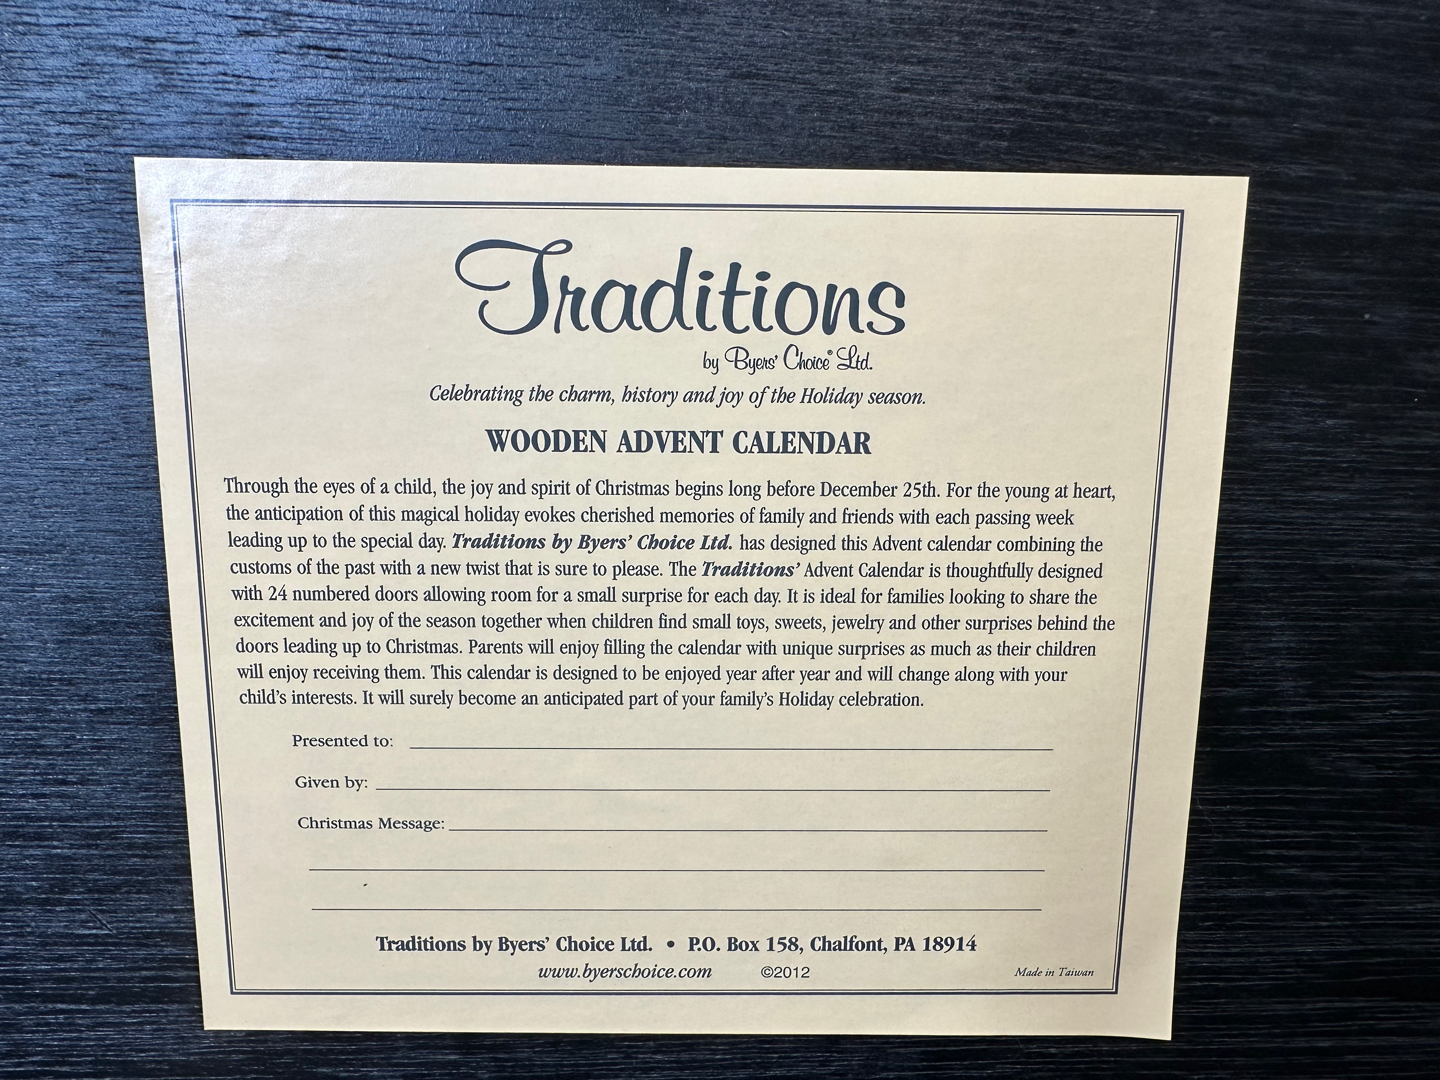 Traditions
by Byers' Choice® Ltd.
Celebrating the charm, history and joy of the Holiday season.
WOODEN ADVENT CALENDAR
Through the eyes of a child, the joy and spirit of Christmas begins long before December 25th. For the young at heart,
the anticipation of this magical holiday evokes cherished memories of family and friends with each passing week
leading up to the special day. Traditions by Byers' Choice Ltd. has designed this Advent calendar combining the
customs of the past with a new twist that is sure to please. The Traditions' Advent Calendar is thoughtfully designed
with 24 numbered doors allowing room for a small surprise for each day. It is ideal for families looking to share the
excitement and joy of the season together when children find small toys, sweets, jewelry and other surprises behind the
doors leading up to Christmas. Parents will enjoy filling the calendar with unique surprises as much as their children
will enjoy receiving them. This calendar is designed to be enjoyed year after year and will change along with your
child's interests. It will surely become an anticipated part of your family's Holiday celebration.
Presented to:
Given by:
Christmas Message:
Traditions by Byers' Choice Ltd. • P.O. Box 158, Chalfont, PA 18914
www.byerschoice.com ©2012 Made in Taiwan